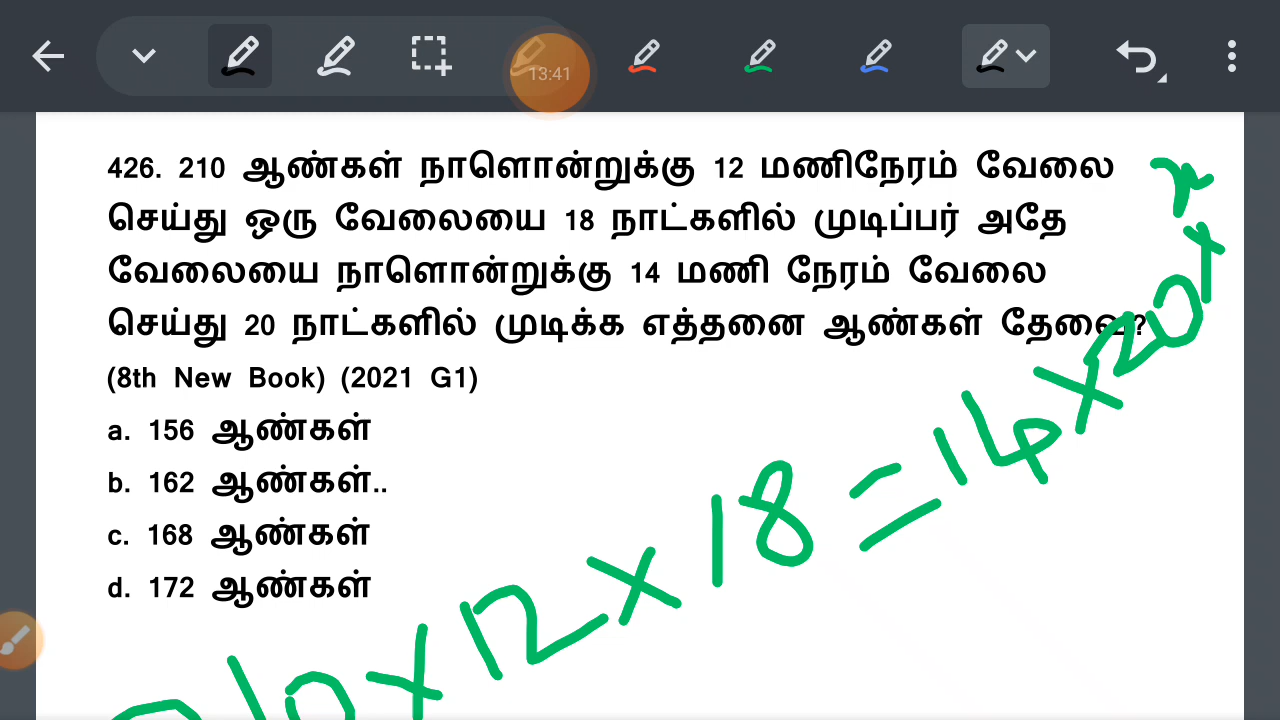 13:41
426. 210 ஆண்கள் நாளொன்றுக்கு 12 மணிநேரம் வேலை
செய்து ஒரு வேலையை 18 நாட்களில் முடிப்பர் அதே
வேலையை நாளொன்றுக்கு 14 மணி நேரம் வேலை
செய்து 20 நாட்களில் முடிக்க எத்தனை ஆண்கள் தேவை?
(8th New Book) (2021 G1)
a. 156 ஆண்கள்
b. 162 ஆண்கள்..
c. 168 ஆண்கள்
d. 172 ஆண்கள்
210 x 12 x 18 = 14 x 20 x x